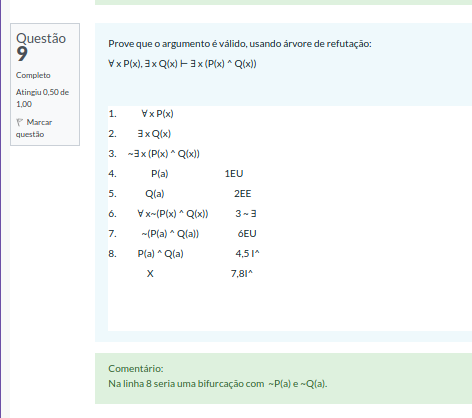 Questão
9
Completo
Atingiu 0,50 de
1,00
Marcar
questão
Prove que o argumento é válido, usando árvore de refutação:
∀ x P(x), ∃ x Q(x) ⊢ ∃ x (P(x) ^ Q(x))
1. ∀ x P(x)
2. ∃ x Q(x)
3. ~∃ x (P(x) ^ Q(x))
4. P(a) 1EU
5. Q(a) 2EE
6. ∀ x~(P(x) ^ Q(x)) 3 ~ ∃
7. ~(P(a) ^ Q(a)) 6EU
8. P(a) ^ Q(a) 4,5 I^
X 7,8I^
Comentário:
Na linha 8 seria uma bifurcação com ~P(a) e ~Q(a).